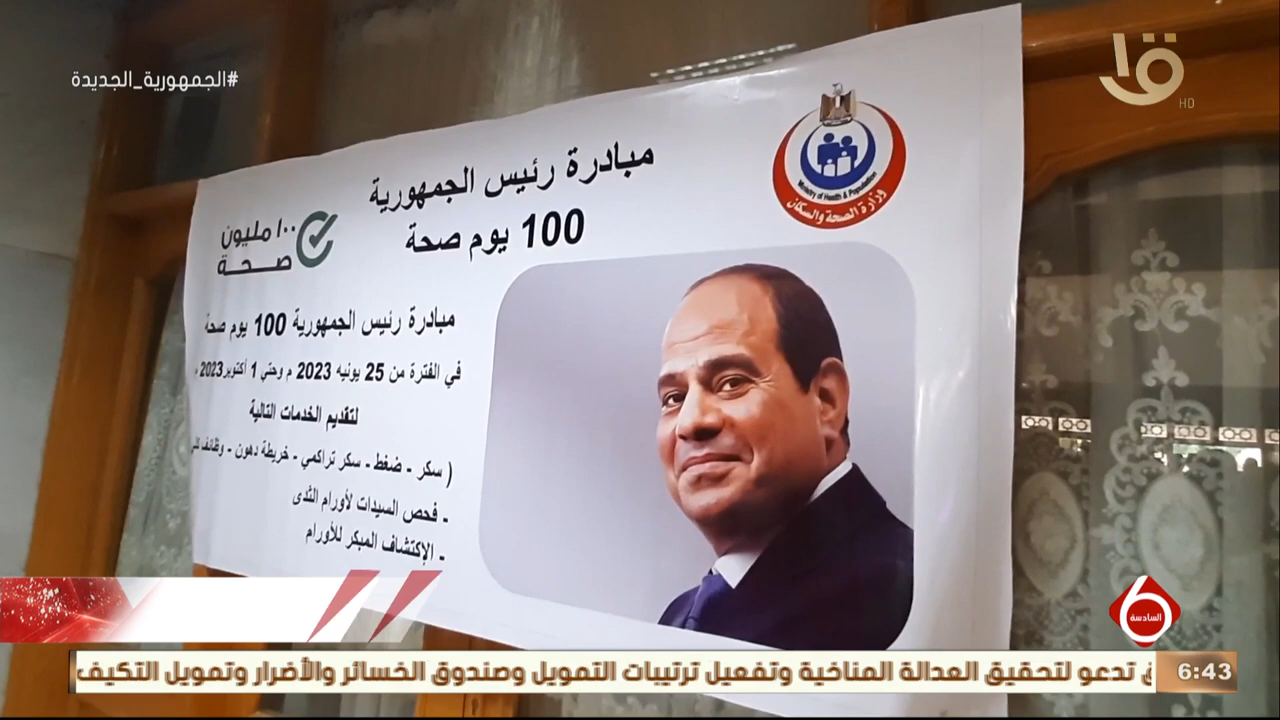 #الجمهورية_الجديدة
HD
مبادرة رئيس الجمهورية
100 يوم صحة
Ministry of Health & Population
وزارة الصحة والسكان
١٠٠ مليون
صحة
مبادرة رئيس الجمهورية 100 يوم صحة
في الفترة من 25 يونيه 2023 م وحتي 1 أكتوبر2023 م
لتقديم الخدمات التالية
( سكر - ضغط - سكر تراكمي - خريطة دهون - وظائف
- فحص السيدات لأورام الثدى
- الإكتشاف المبكر للأورام
6
السادسة
تدعو لتحقيق العدالة المناخية وتفعيل ترتيبات التمويل وصندوق الخسائر والأضرار وتمويل التكيف
6:43